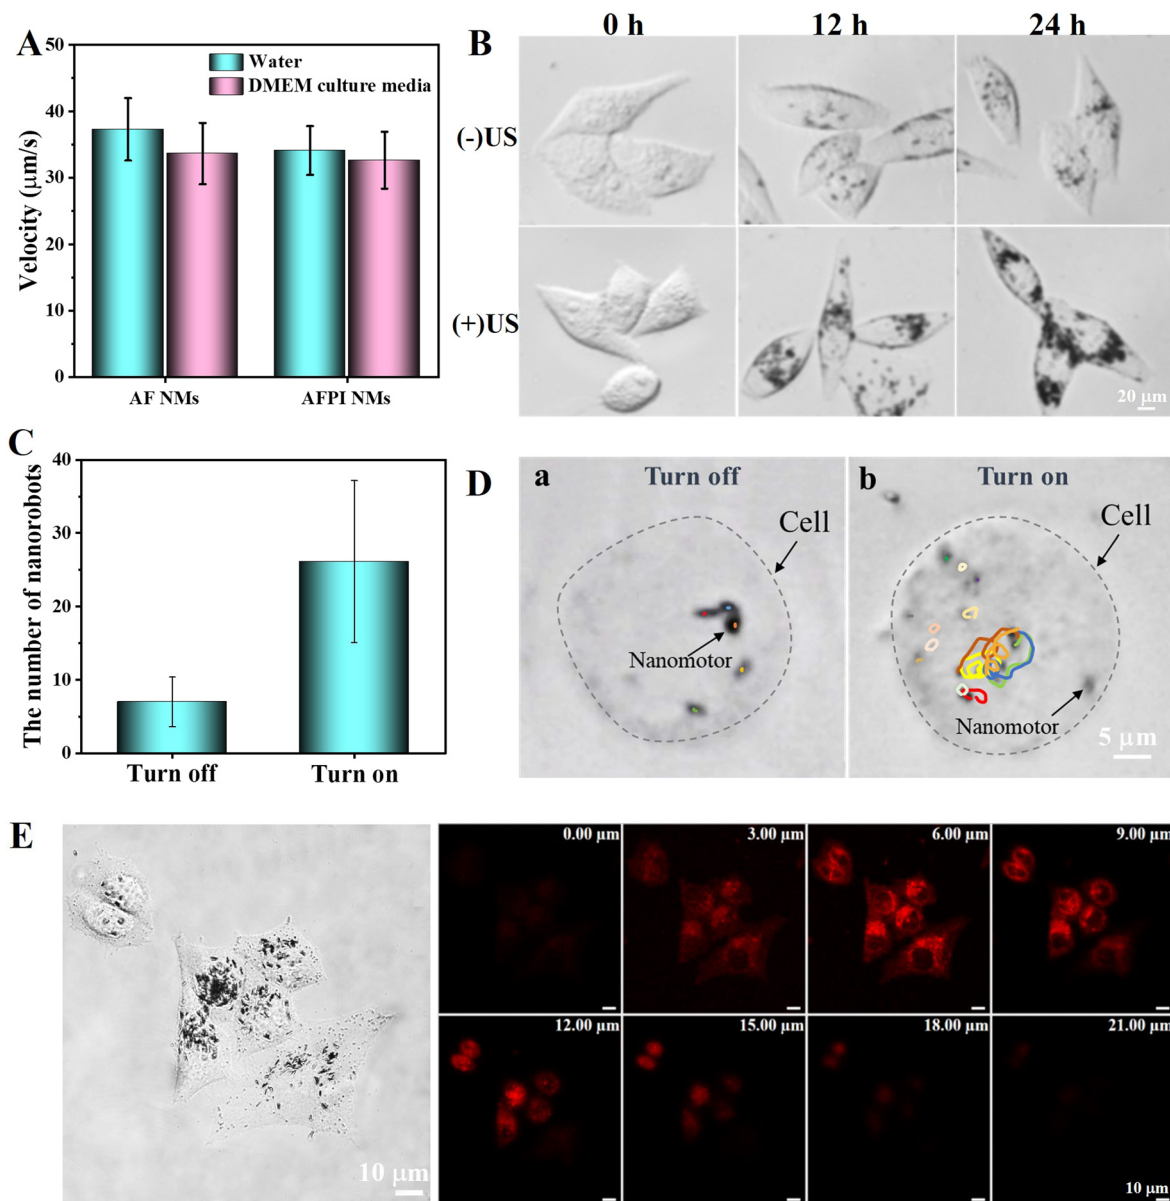 A
Velocity (μm/s)
50
40
30
20
10
0
Water
DMEM culture media
AF NMs
AFPI NMs
B
0 h
12 h
24 h
(-)US
(+)US
20 μm
C
The number of nanorobots
40
30
20
10
0
Turn off
Turn on
D
a
Turn off
Cell
Nanomotor
b
Turn on
Cell
Nanomotor
5 μm
E
10 μm
0.00 μm
3.00 μm
6.00 μm
9.00 μm
12.00 μm
15.00 μm
18.00 μm
21.00 μm
10 μm